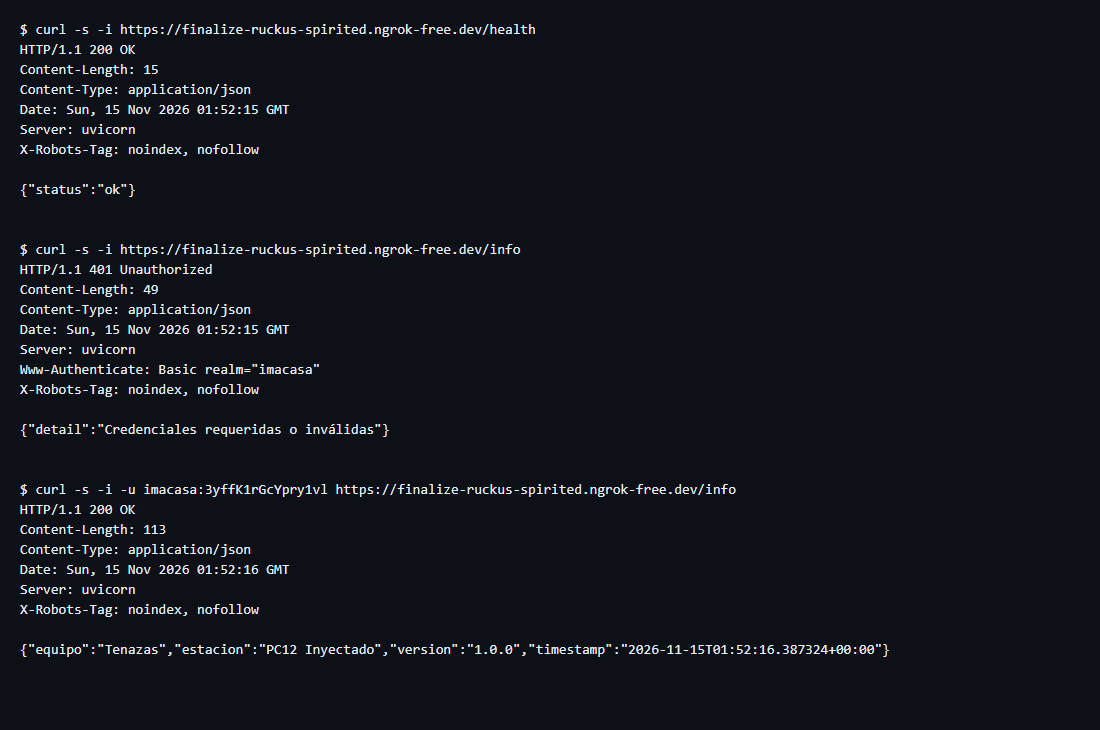 $ curl -s -i https://finalize-ruckus-spirited.ngrok-free.dev/health
HTTP/1.1 200 OK
Content-Length: 15
Content-Type: application/json
Date: Sun, 15 Nov 2026 01:52:15 GMT
Server: uvicorn
X-Robots-Tag: noindex, nofollow
{"status":"ok"}
$ curl -s -i https://finalize-ruckus-spirited.ngrok-free.dev/info
HTTP/1.1 401 Unauthorized
Content-Length: 49
Content-Type: application/json
Date: Sun, 15 Nov 2026 01:52:15 GMT
Server: uvicorn
Www-Authenticate: Basic realm="imacasa"
X-Robots-Tag: noindex, nofollow
{"detail":"Credenciales requeridas o inválidas"}
$ curl -s -i -u imacasa:3yffK1rGcYpry1vl https://finalize-ruckus-spirited.ngrok-free.dev/info
HTTP/1.1 200 OK
Content-Length: 113
Content-Type: application/json
Date: Sun, 15 Nov 2026 01:52:16 GMT
Server: uvicorn
X-Robots-Tag: noindex, nofollow
{"equipo":"Tenazas","estacion":"PC12 Inyectado","version":"1.0.0","timestamp":"2026-11-15T01:52:16.387324+00:00"}